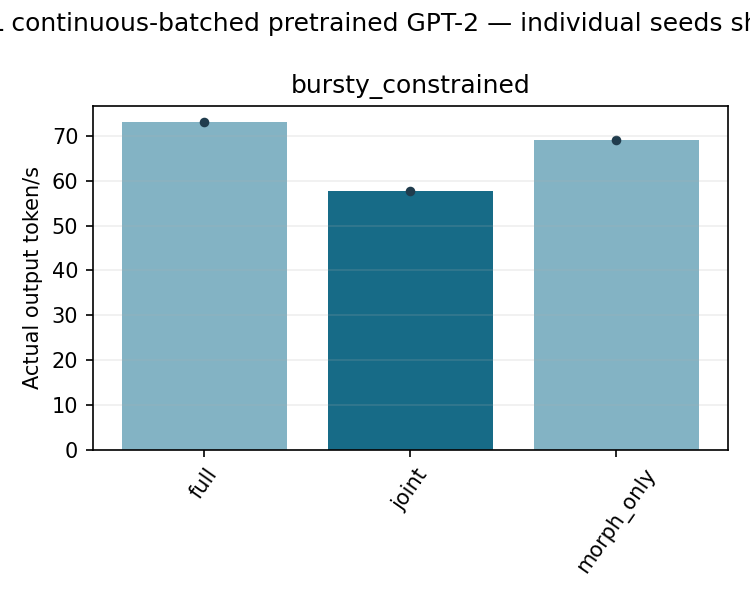 continuous-batched pretrained GPT-2 — individual seeds
bursty_constrained
Actual output token/s
70
60
50
40
30
20
10
0
full
joint
morph_only